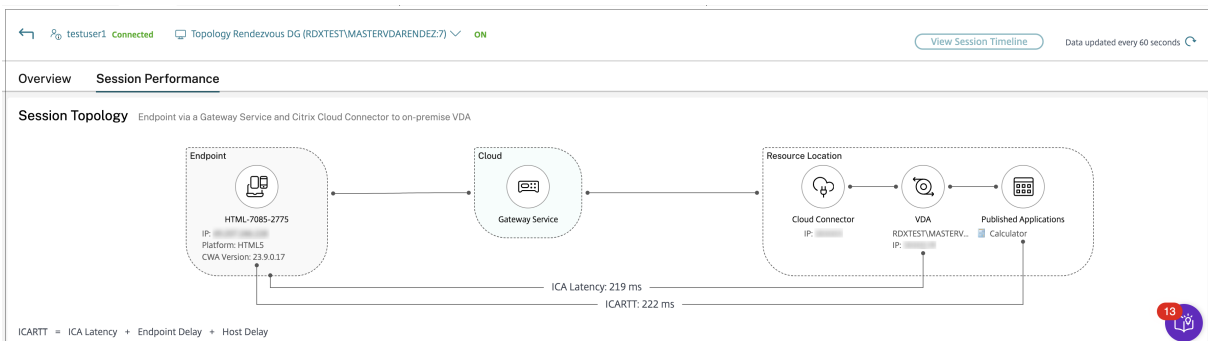 testuser1 Connected Topology Rendezvous DG (RDXTEST\MASTERVDARENDEZ:7) ON View Session Timeline Data updated every 60 seconds
Overview Session Performance
Session Topology Endpoint via a Gateway Service and Citrix Cloud Connector to on-premise VDA
Endpoint Cloud Resource Location
HTML-7085-2775 Gateway Service Cloud Connector VDA Published Applications
IP: IP: RDXTEST\MASTERV... Calculator
Platform: HTML5 IP:
CWA Version: 23.9.0.17
ICA Latency: 219 ms
ICARTT: 222 ms
13
ICARTT = ICA Latency + Endpoint Delay + Host Delay